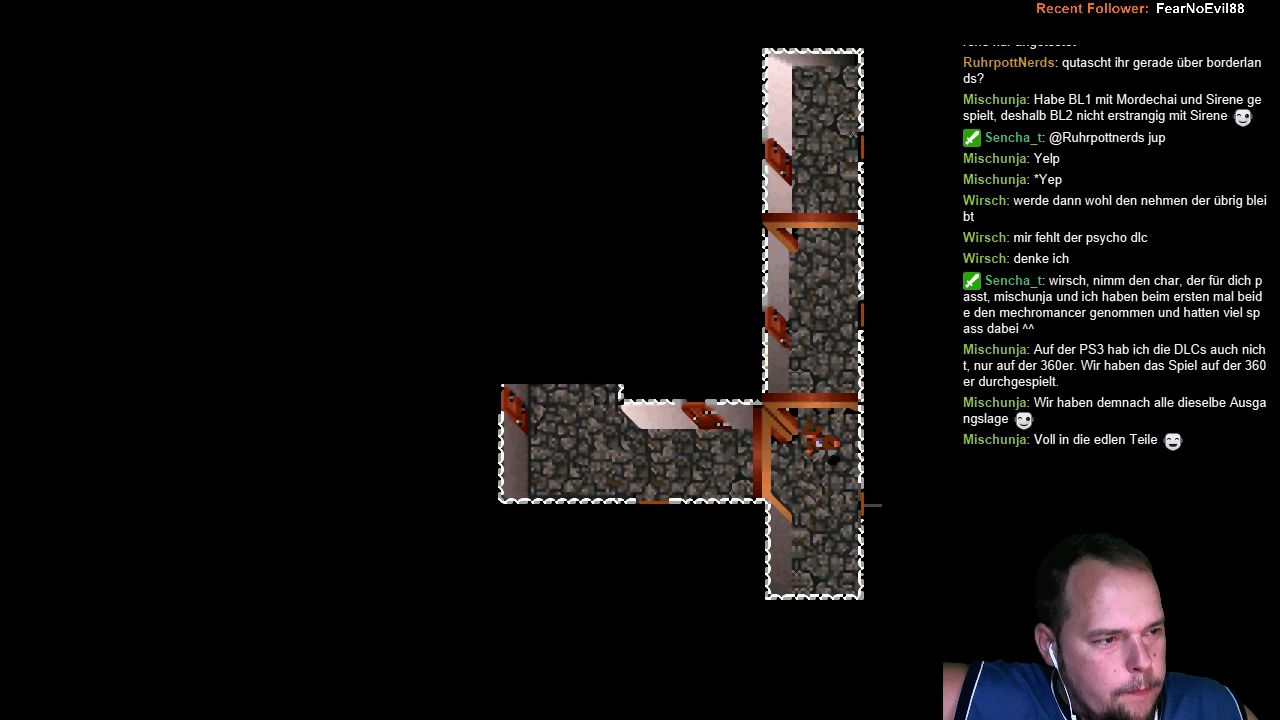 Recent Follower: FearNoEvil88
RuhrpottNerds: qutascht ihr gerade über borderlan
ds?
Mischunja: Habe BL1 mit Mordechai und Sirene ge
spielt, deshalb BL2 nicht erstrangig mit Sirene
Sencha_t: @Ruhrpottnerds jup
Mischunja: Yelp
Mischunja: *Yep
Wirsch: werde dann wohl den nehmen der übrig blei
bt
Wirsch: mir fehlt der psycho dlc
Wirsch: denke ich
Sencha_t: wirsch, nimm den char, der für dich p
asst, mischunja und ich haben beim ersten mal beid
e den mechromancer genommen und hatten viel sp
ass dabei ^^
Mischunja: Auf der PS3 hab ich die DLCs auch nich
t, nur auf der 360er. Wir haben das Spiel auf der 360
er durchgespielt.
Mischunja: Wir haben demnach alle dieselbe Ausga
ngslage
Mischunja: Voll in die edlen Teile